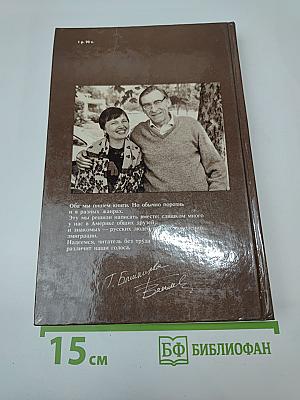 1 р. 90 к.
Оба мы пишем книги. Но обычно порознь
и в разных жанрах.
Эту мы решили написать вместе: слишком много
у нас в Америке общих друзей
и знакомых — русских людей
эмиграции.
Надеемся, читатель без труда
различит наши голоса.
15 см
БФ БИБЛИОФАН